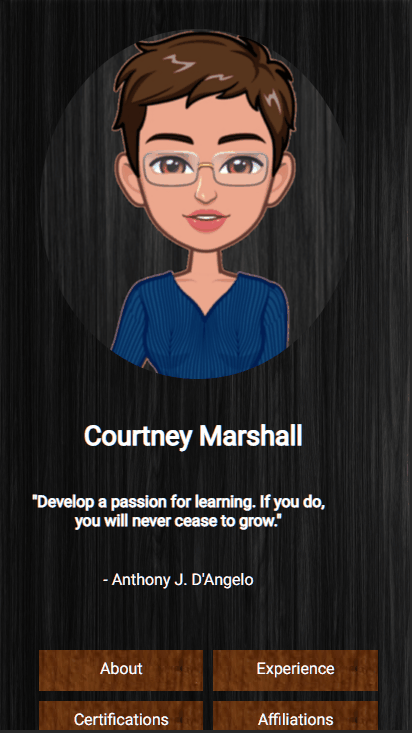 Courtney Marshall
"Develop a passion for learning. If you do,
you will never cease to grow."
- Anthony J. D'Angelo
About
Experience
Certifications
Affiliations